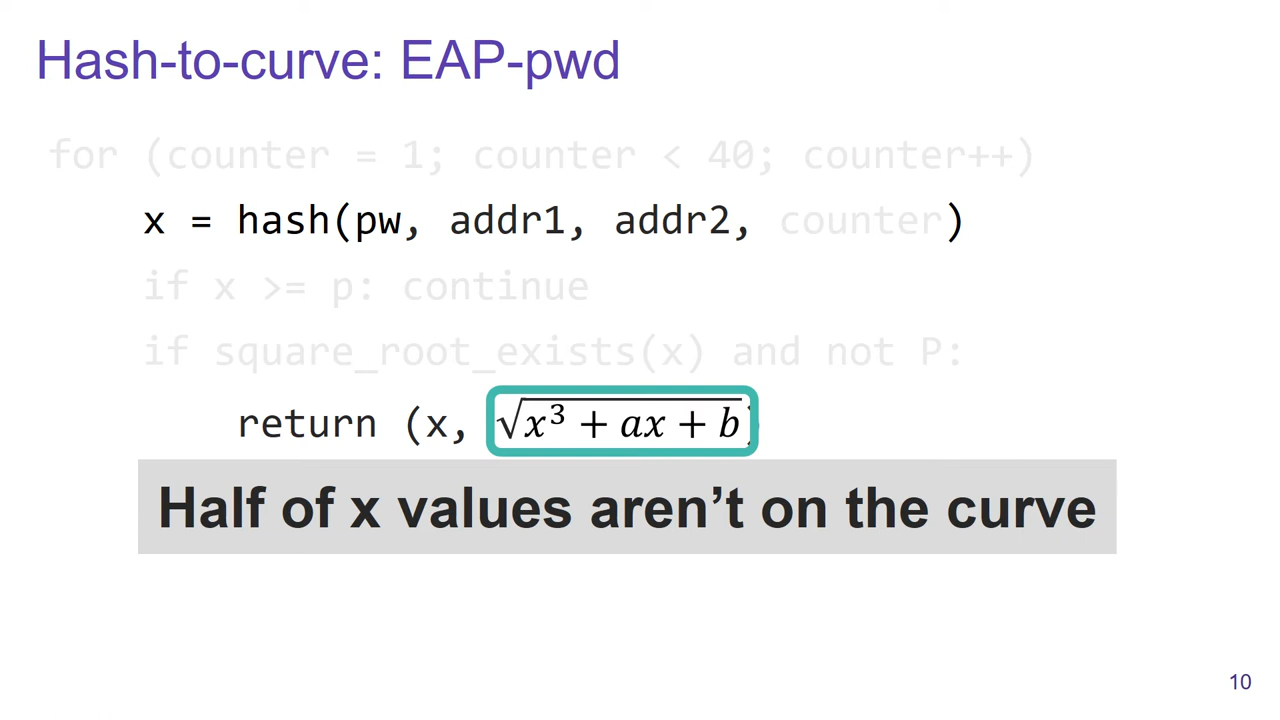 Hash-to-curve: EAP-pwd
for (counter = 1; counter < 40; counter++)
x = hash(pw, addr1, addr2, counter)
if x >= p: continue
if square_root_exists(x) and not P:
return (x, √x³ + ax + b)
Half of x values aren’t on the curve
10